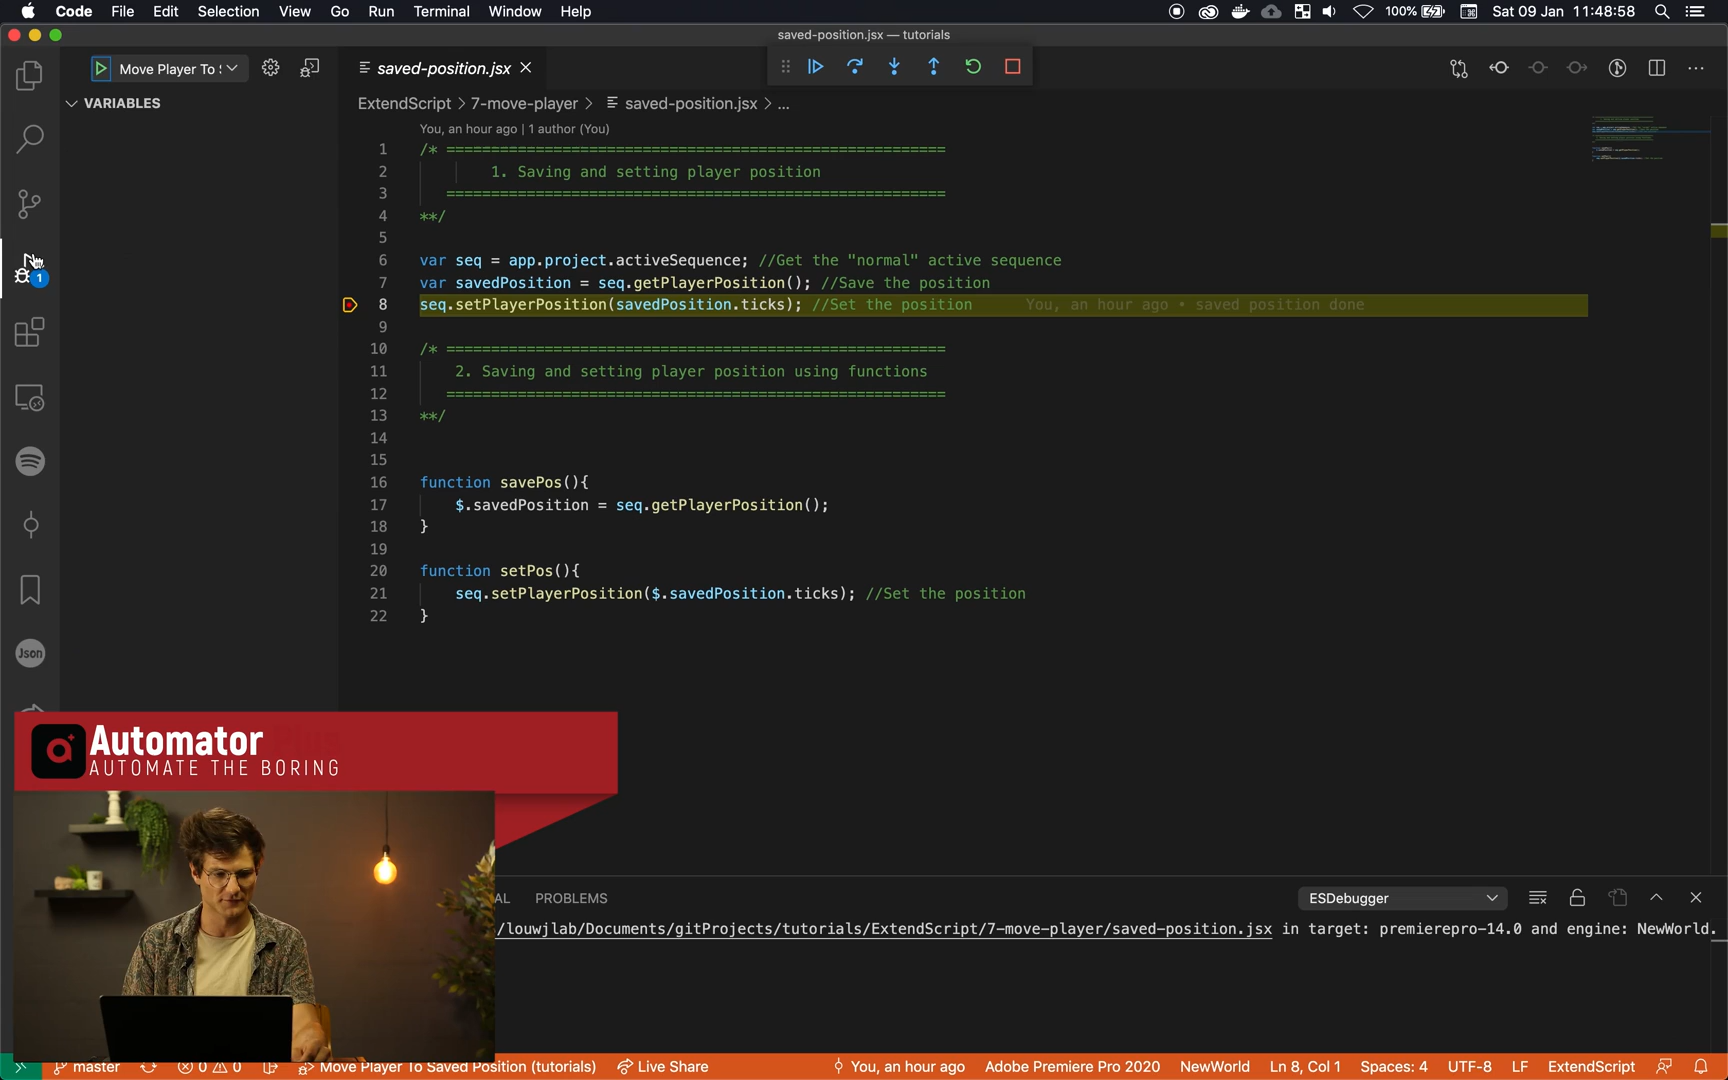 Code File Edit Selection View Go Run Terminal Window Help 100% Sat 09 Jan 11:48:58
saved-position.jsx — tutorials
Move Player To
saved-position.jsx
VARIABLES
ExtendScript > 7-move-player > saved-position.jsx > ...
You, an hour ago | 1 author (You)
1 /* ========================================================
2 1. Saving and setting player position
3 ========================================================
4 **/
5
6 var seq = app.project.activeSequence; //Get the "normal" active sequence
7 var savedPosition = seq.getPlayerPosition(); //Save the position
8 seq.setPlayerPosition(savedPosition.ticks); //Set the position You, an hour ago • saved position done
9
10 /* ========================================================
11 2. Saving and setting player position using functions
12 ========================================================
13 **/
14
15
16 function savePos(){
17 $.savedPosition = seq.getPlayerPosition();
18 }
19
20 function setPos(){
21 seq.setPlayerPosition($.savedPosition.ticks); //Set the position
22 }
1
Json
Automator
AUTOMATE THE BORING
AL PROBLEMS ESDebugger
/louwjlab/Documents/gitProjects/tutorials/ExtendScript/7-move-player/saved-position.jsx in target: premierepro-14.0 and engine: NewWorld.
master 0 0 Move Player To Saved Position (tutorials) Live Share You, an hour ago Adobe Premiere Pro 2020 NewWorld Ln 8, Col 1 Spaces: 4 UTF-8 LF ExtendScript